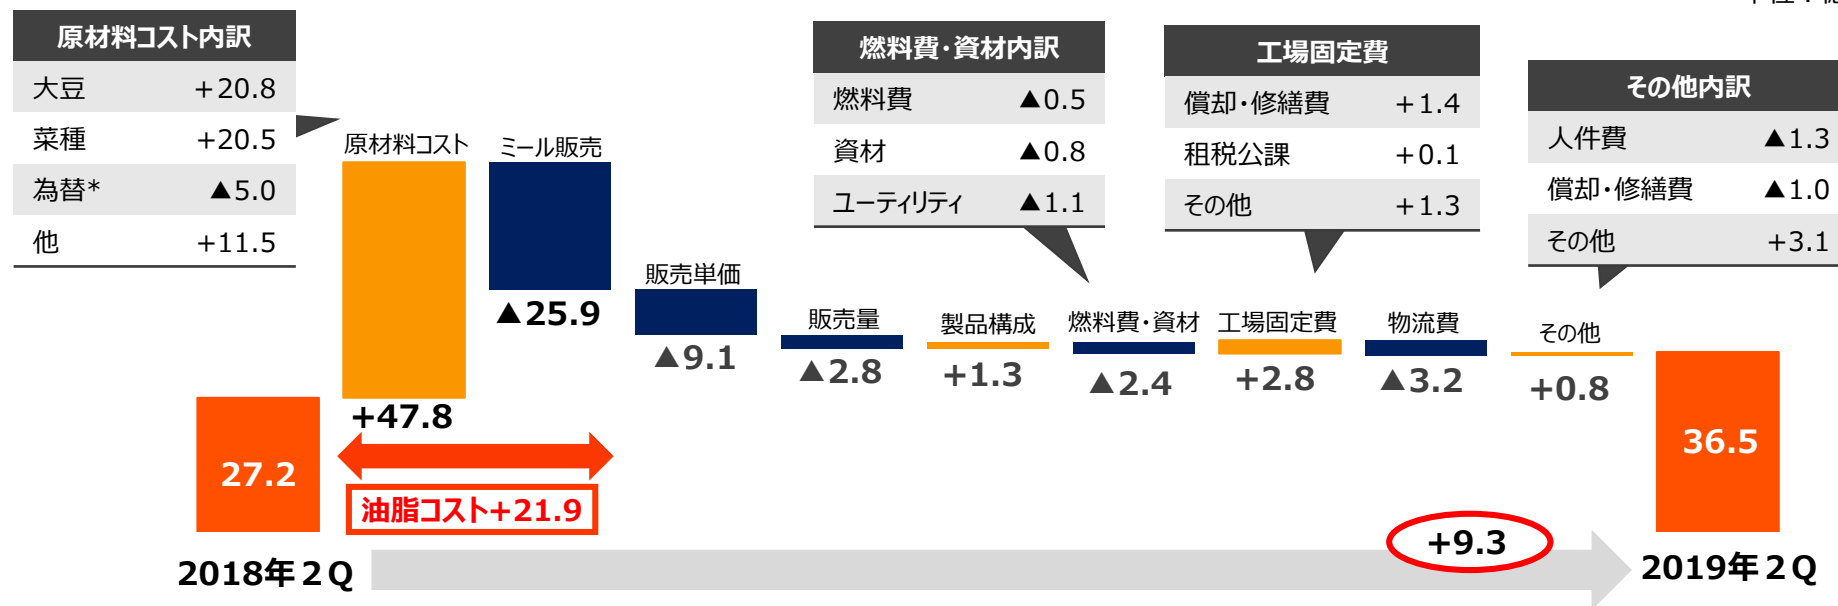 単位：億
原材料コスト内訳
大豆 +20.8
菜種 +20.5
為替* ▲5.0
他 +11.5
燃料費・資材内訳
燃料費 ▲0.5
資材 ▲0.8
ユーティリティ ▲1.1
工場固定費
償却・修繕費 +1.4
租税公課 +0.1
その他 +1.3
その他内訳
人件費 ▲1.3
償却・修繕費 ▲1.0
その他 +3.1
原材料コスト
+47.8
ミール販売
▲25.9
販売単価
▲9.1
販売量
▲2.8
製品構成
+1.3
燃料費・資材
▲2.4
工場固定費
+2.8
物流費
▲3.2
その他
+0.8
27.2
油脂コスト+21.9
36.5
+9.3
2018年２Q
2019年２Q